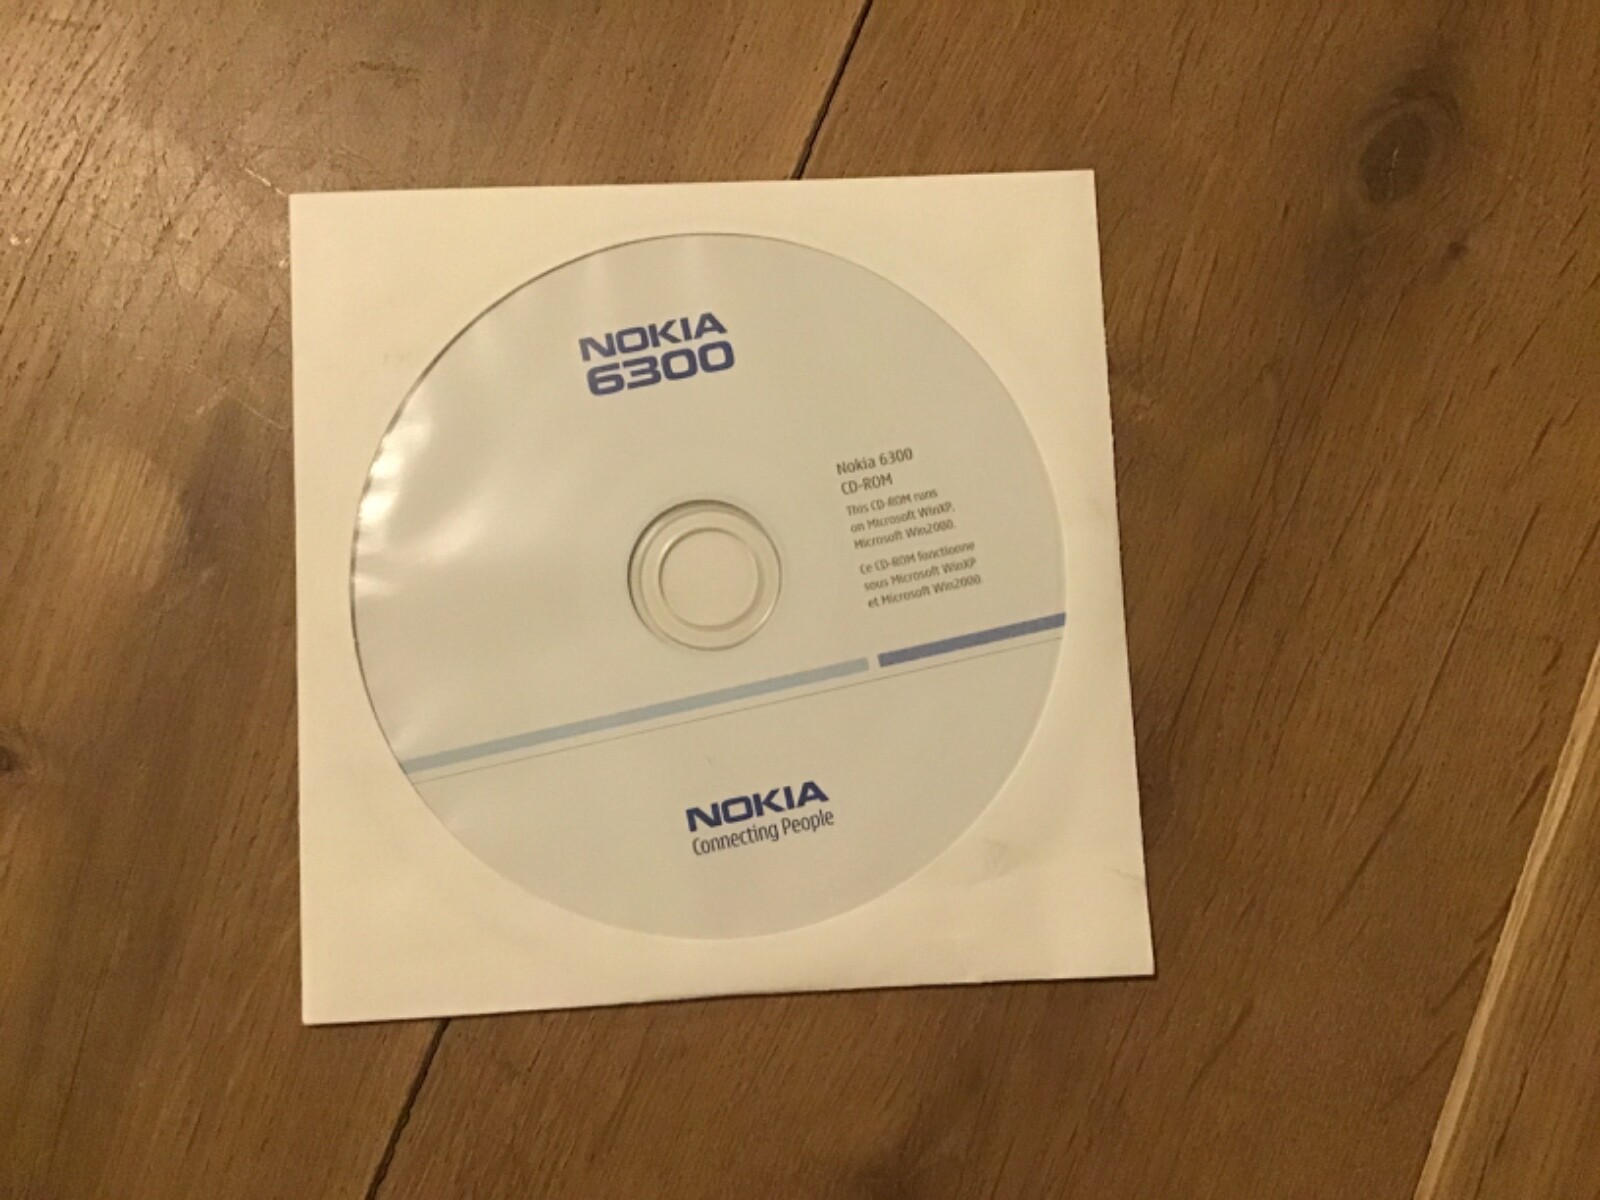 NOKIA
6300
Nokia 6300
CD-ROM
This CD-ROM runs
on Microsoft WinXP,
Microsoft Win2000.
Ce CD-ROM fonctionne
sous Microsoft WinXP
et Microsoft Win2000.
NOKIA
Connecting People